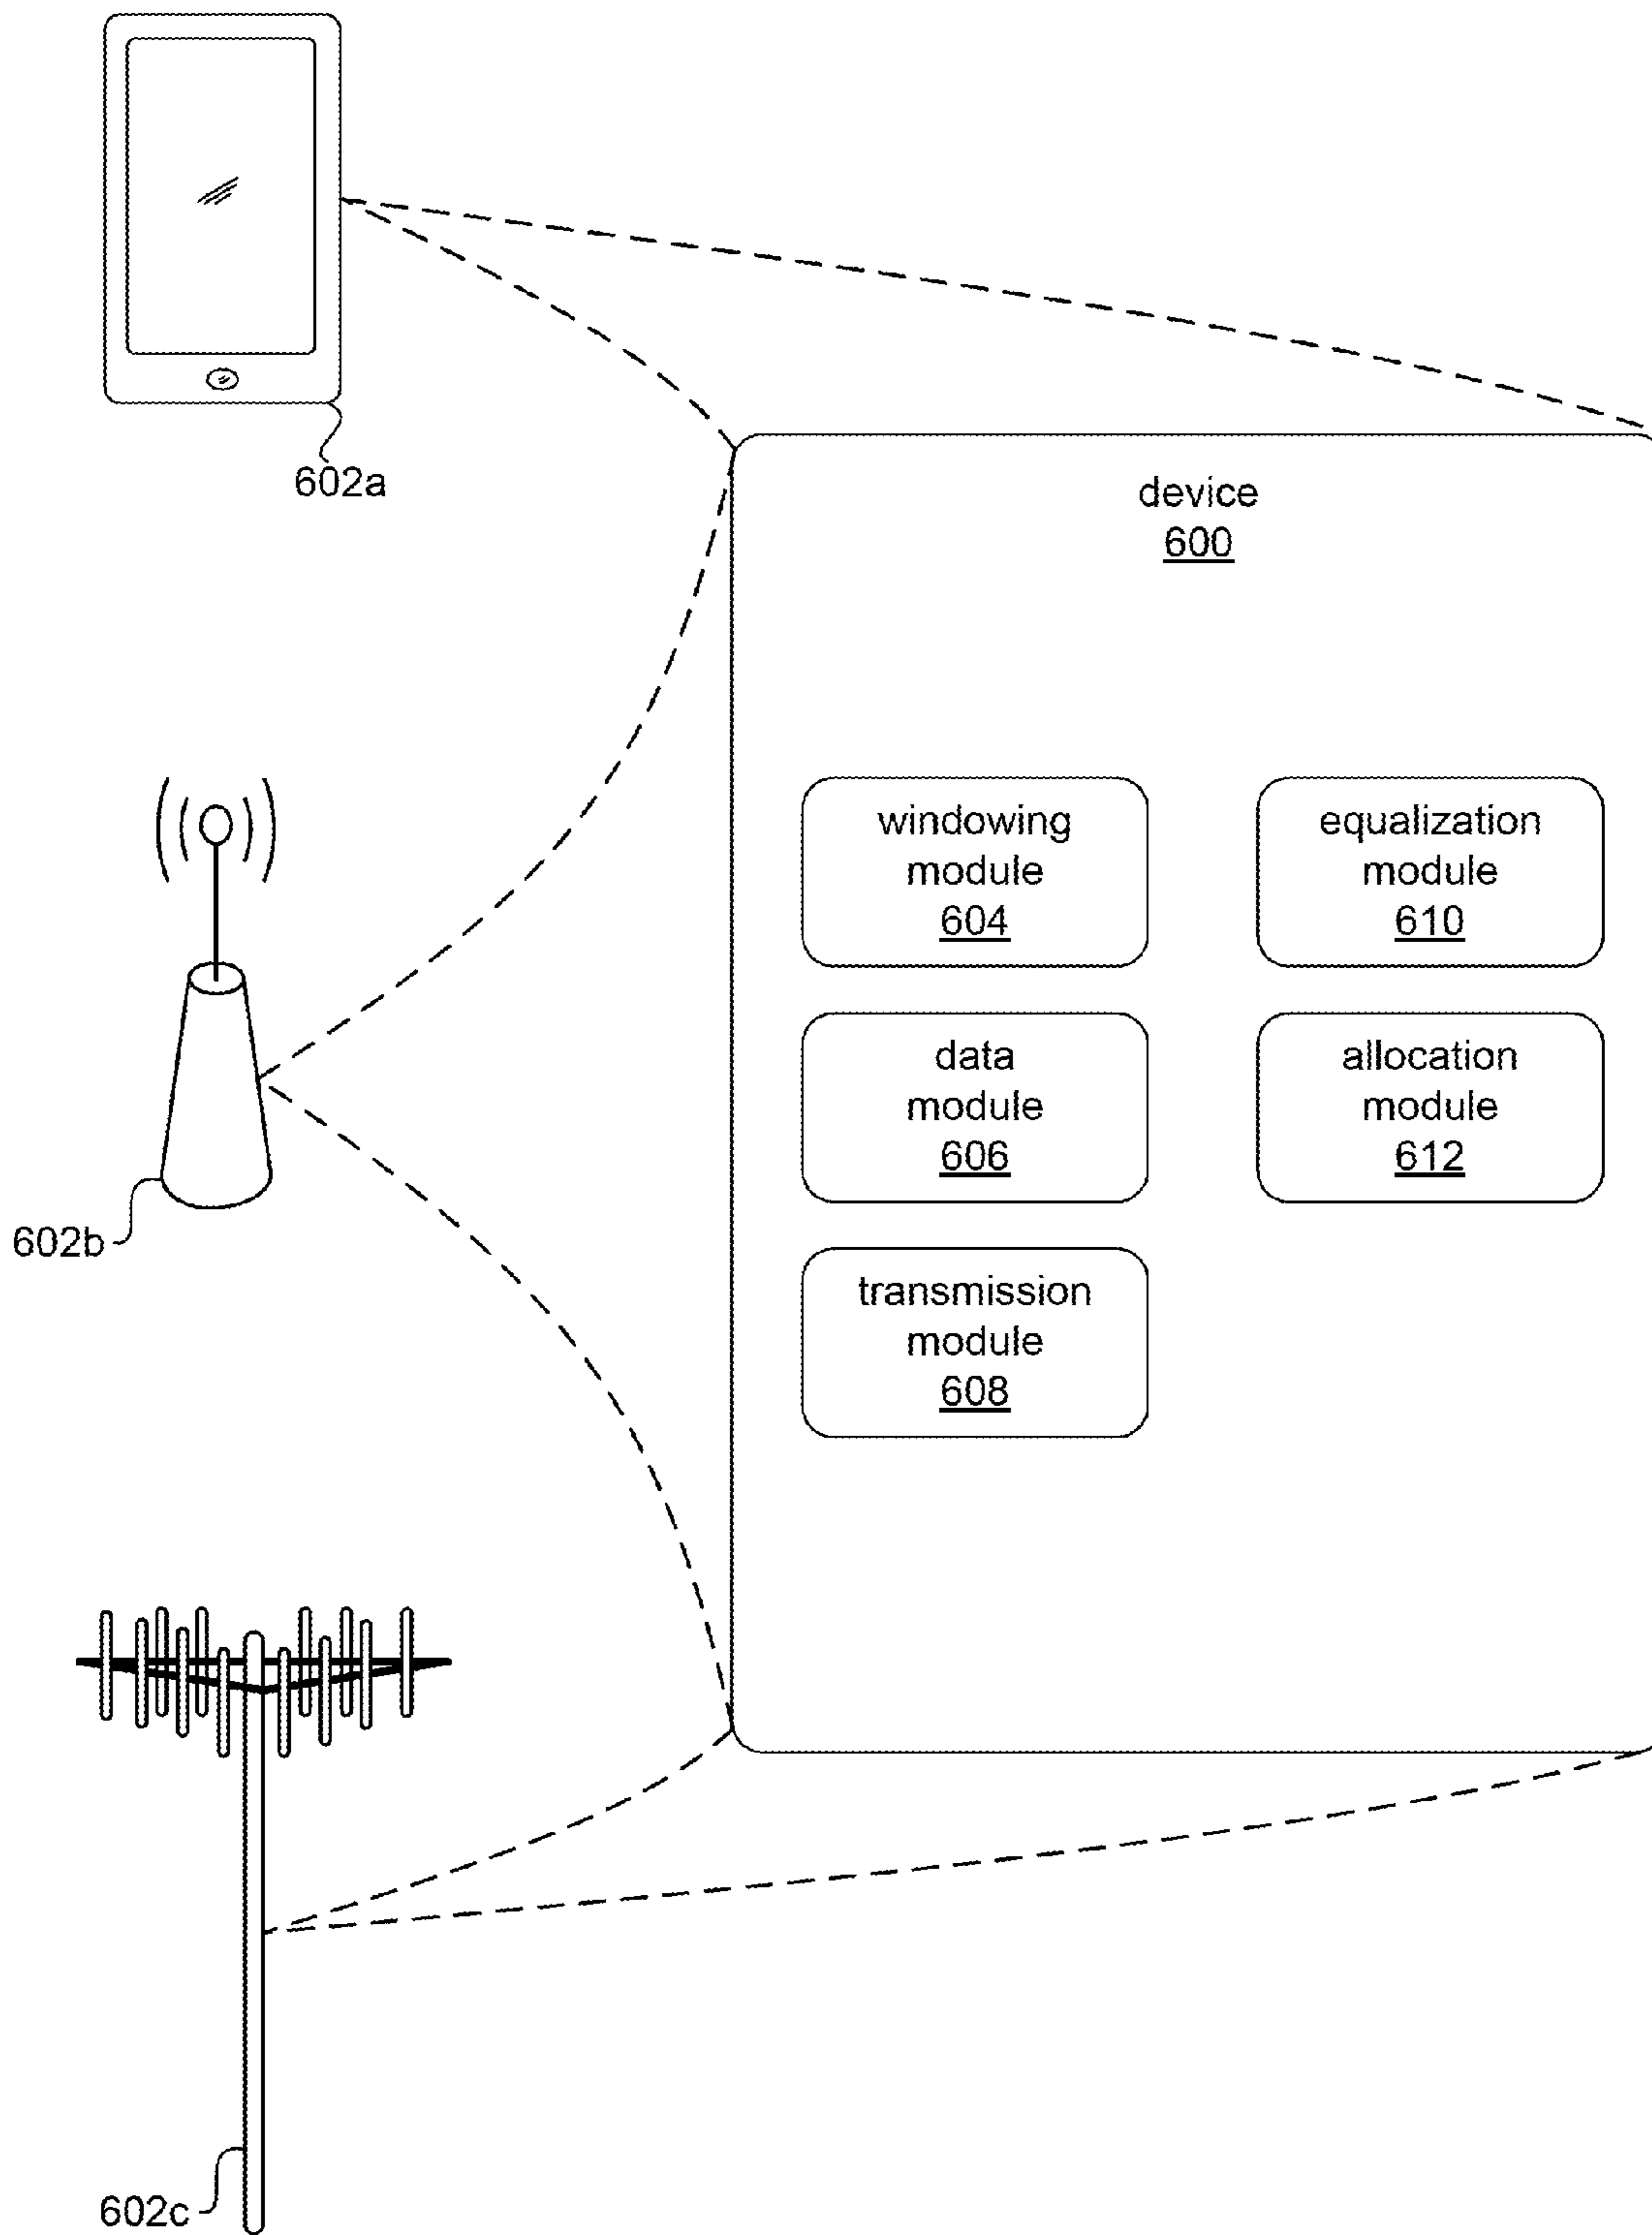 602a
device
600
windowing
module
604
equalization
module
610
data
module
606
allocation
module
612
602b
transmission
module
608
602c